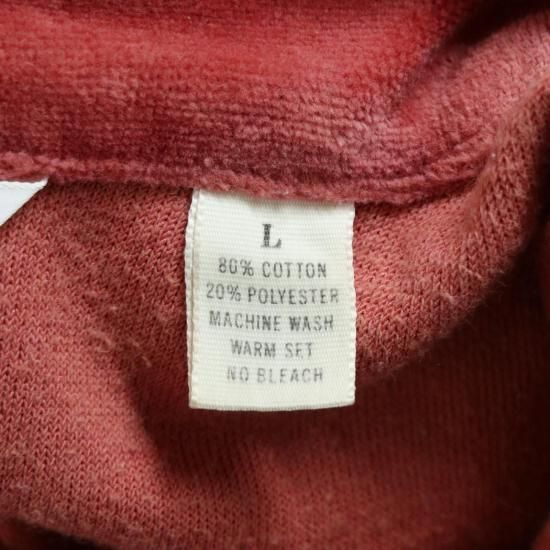 L
80% COTTON
20% POLYESTER
MACHINE WASH
WARM SET
NO BLEACH